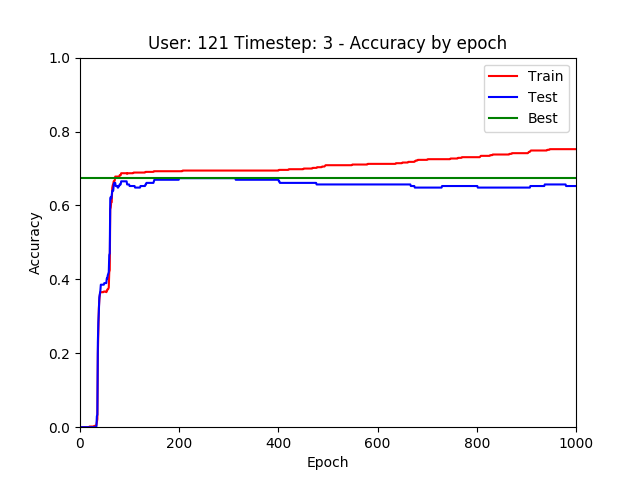 User: 121 Timestep: 3 - Accuracy by epoch
1.0
0.8
0.6
0.4
0.2
0.0
Accuracy
Train
Test
Best
0 200 400 600 800 1000
Epoch